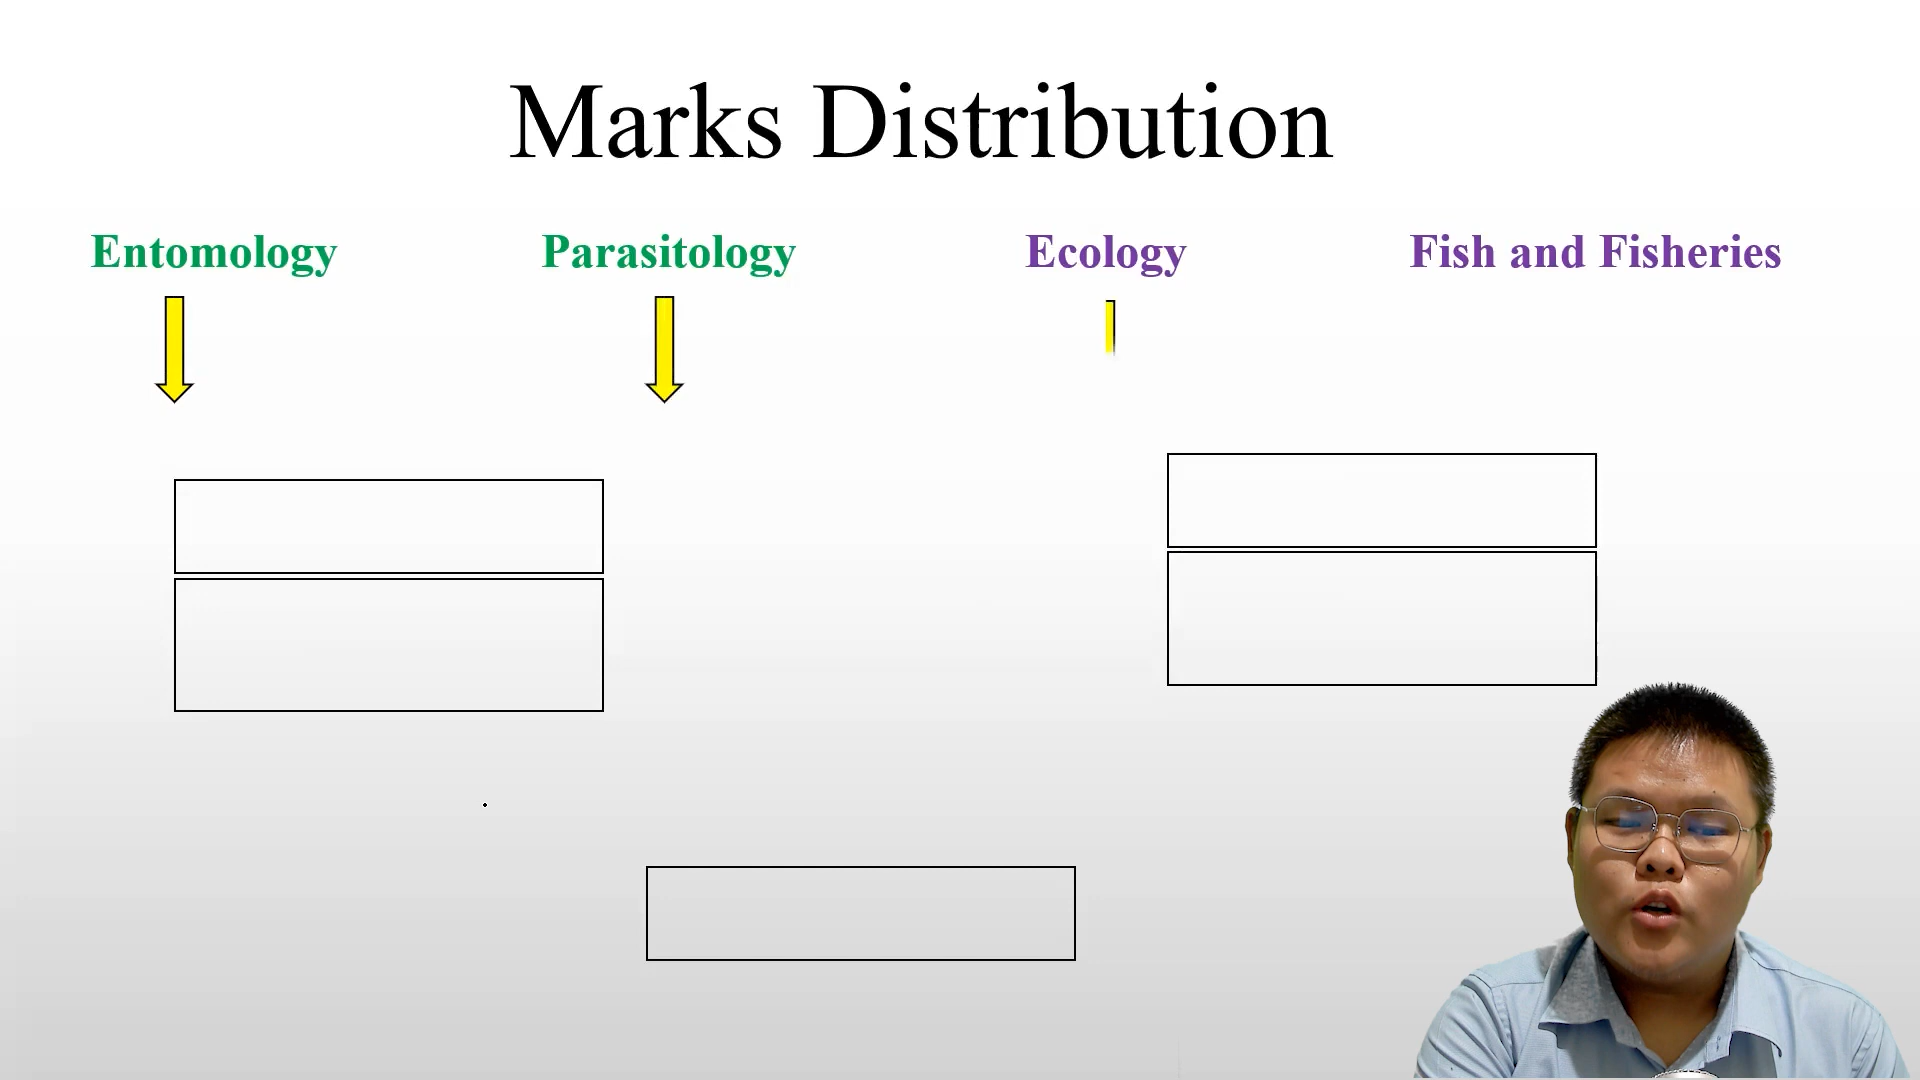 Marks Distribution
Entomology
Parasitology
Ecology
Fish and Fisheries